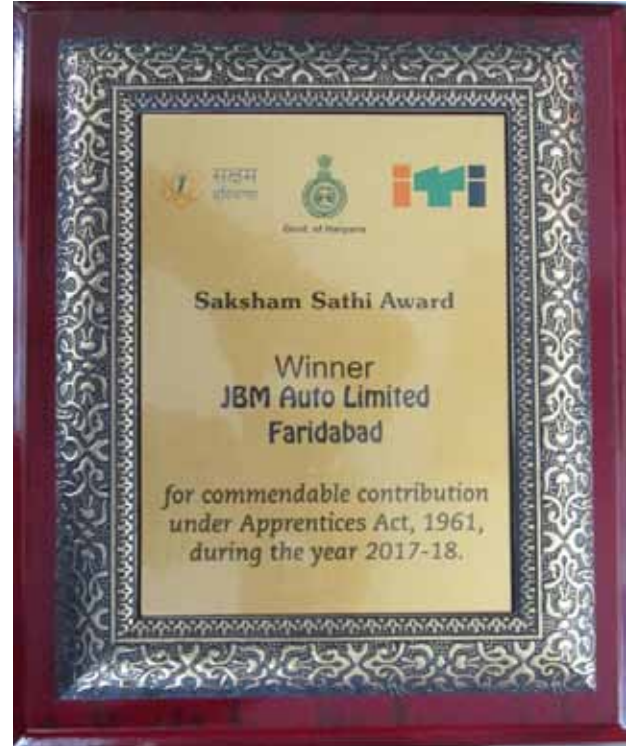 सक्षम
हरियाणा
Govt. of Haryana
iti
Saksham Sathi Award
Winner
JBM Auto Limited
Faridabad
for commendable contribution
under Apprentices Act, 1961,
during the year 2017-18.